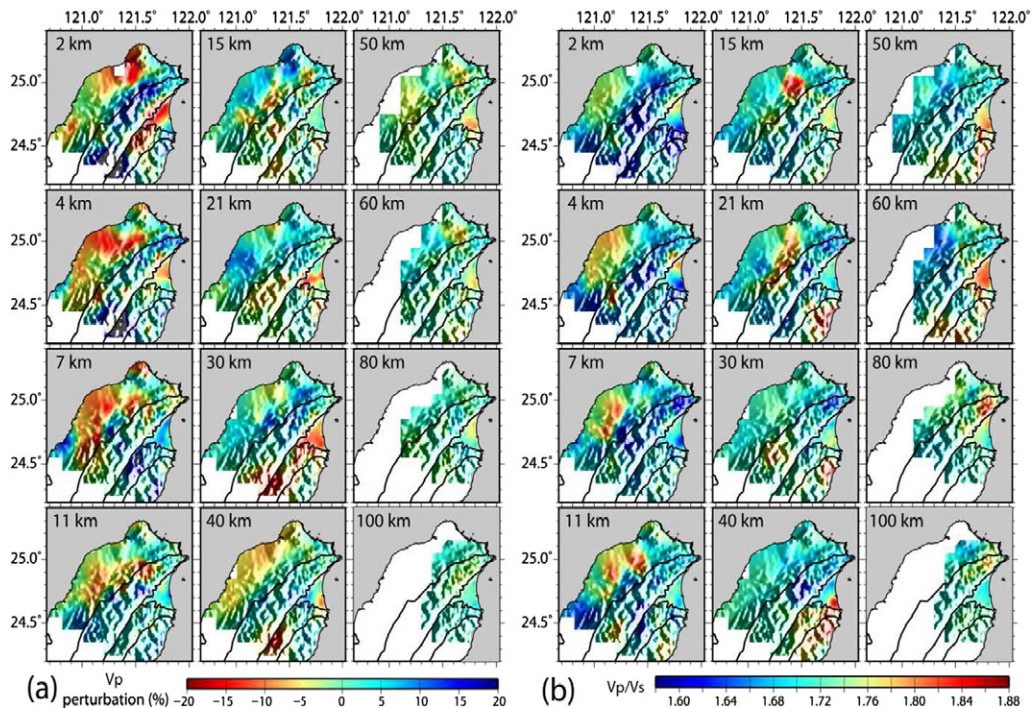 121.0° 121.5° 122.0° 121.0° 121.5° 122.0° 121.0° 121.5° 122.0° 121.0° 121.5° 122.0° 121.0° 121.5° 122.0° 121.0° 121.5° 122.0°
2 km 15 km 50 km 2 km 15 km 50 km
25.0° 25.0°
24.5° 24.5°
4 km 21 km 60 km 4 km 21 km 60 km
25.0° 25.0°
24.5° 24.5°
7 km 30 km 80 km 7 km 30 km 80 km
25.0° 25.0°
24.5° 24.5°
11 km 40 km 100 km 11 km 40 km 100 km
25.0° 25.0°
24.5° 24.5°
(a) Vp perturbation (%) −20 −15 −10 −5 0 5 10 15 20
(b) Vp/Vs 1.60 1.64 1.68 1.72 1.76 1.80 1.84 1.88